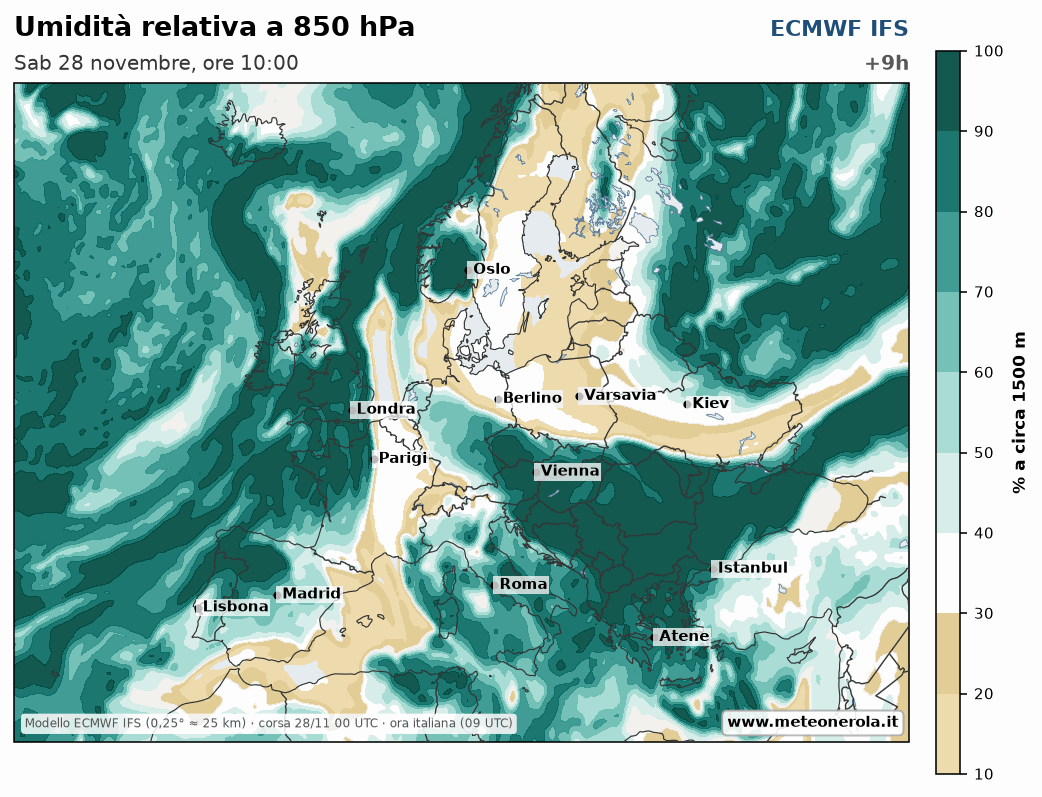 Umidità relativa a 850 hPa
ECMWF IFS
Sab 28 novembre, ore 10:00
+9h
100
90
80
70
60
50
40
30
20
10
% a circa 1500 m
Oslo
Londra
Berlino
Varsavia
Kiev
Parigi
Vienna
Istanbul
Roma
Madrid
Lisbona
Atene
Modello ECMWF IFS (0,25° ≈ 25 km) · corsa 28/11 00 UTC · ora italiana (09 UTC)
www.meteonerola.it